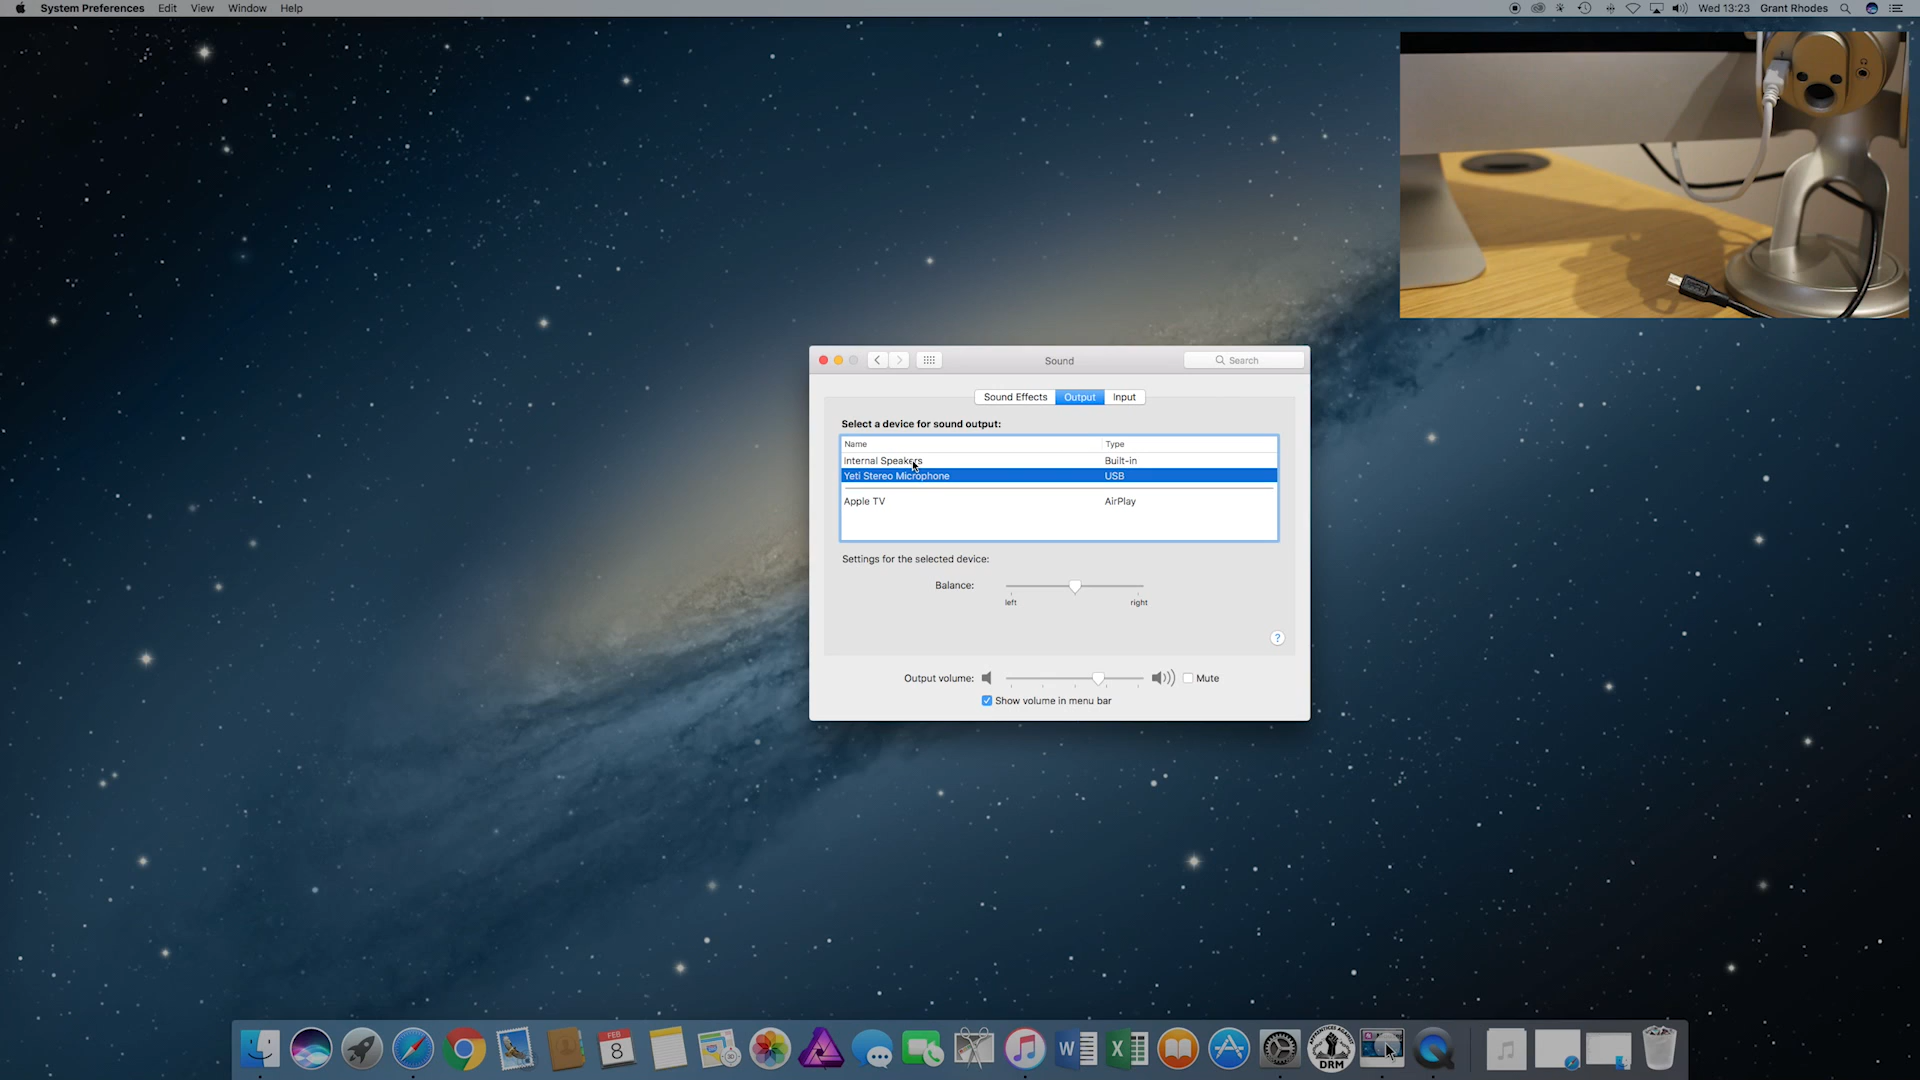 System Preferences Edit View Window Help Wed 13:23 Grant Rhodes
Sound Search
Sound Effects Output Input
Select a device for sound output:
Name Type
Internal Speakers Built-in
Yeti Stereo Microphone USB
Apple TV AirPlay
Settings for the selected device:
Balance:
left right
?
Output volume: Mute
Show volume in menu bar
FEB
8
W
X
DRM